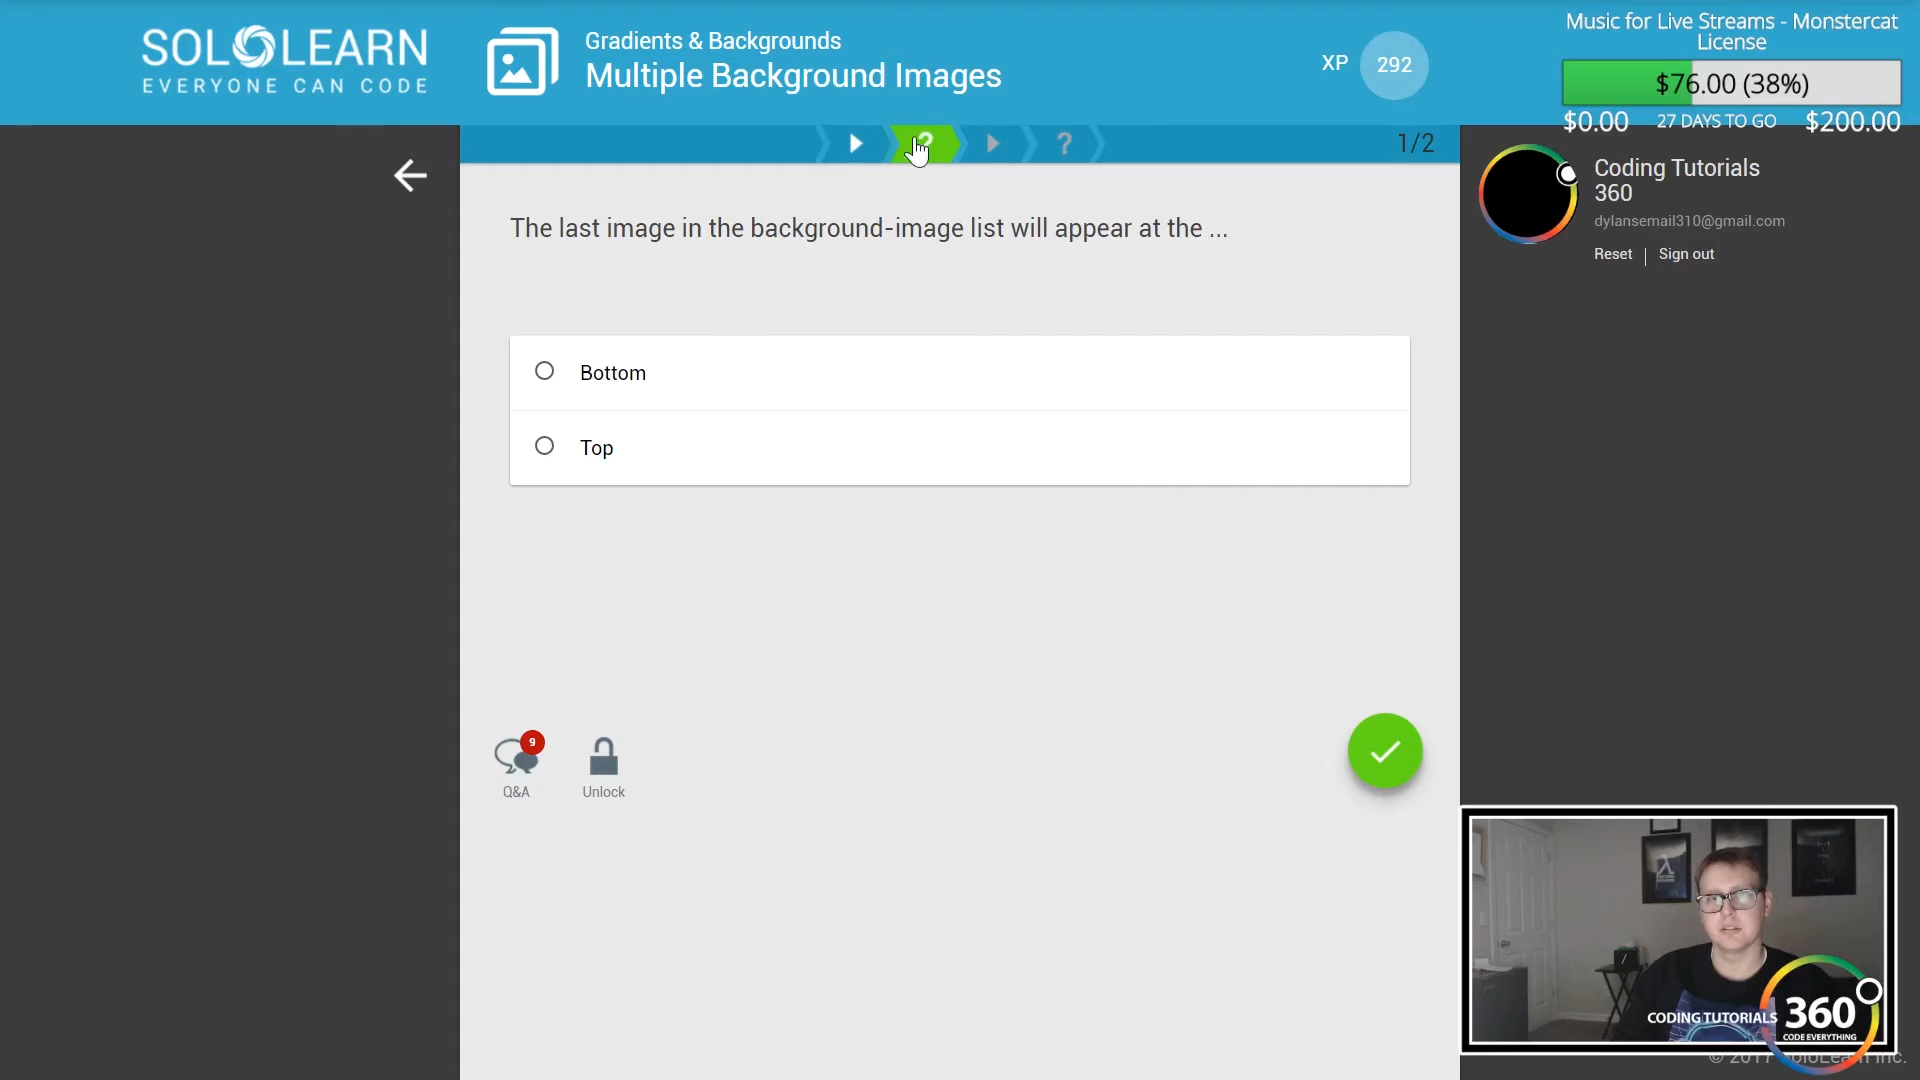 SOLOLEARN
EVERYONE CAN CODE
Gradients & Backgrounds
Multiple Background Images
XP 292
Music for Live Streams - Monstercat
License
$76.00 (38%)
$0.00 27 DAYS TO GO $200.00
? ? 1/2
Coding Tutorials
360
dylansemail310@gmail.com
Reset | Sign out
The last image in the background-image list will appear at the ...
Bottom
Top
9
Q&A Unlock
CODING TUTORIALS 360
CODE EVERYTHING
© 2017 SoloLearn Inc.